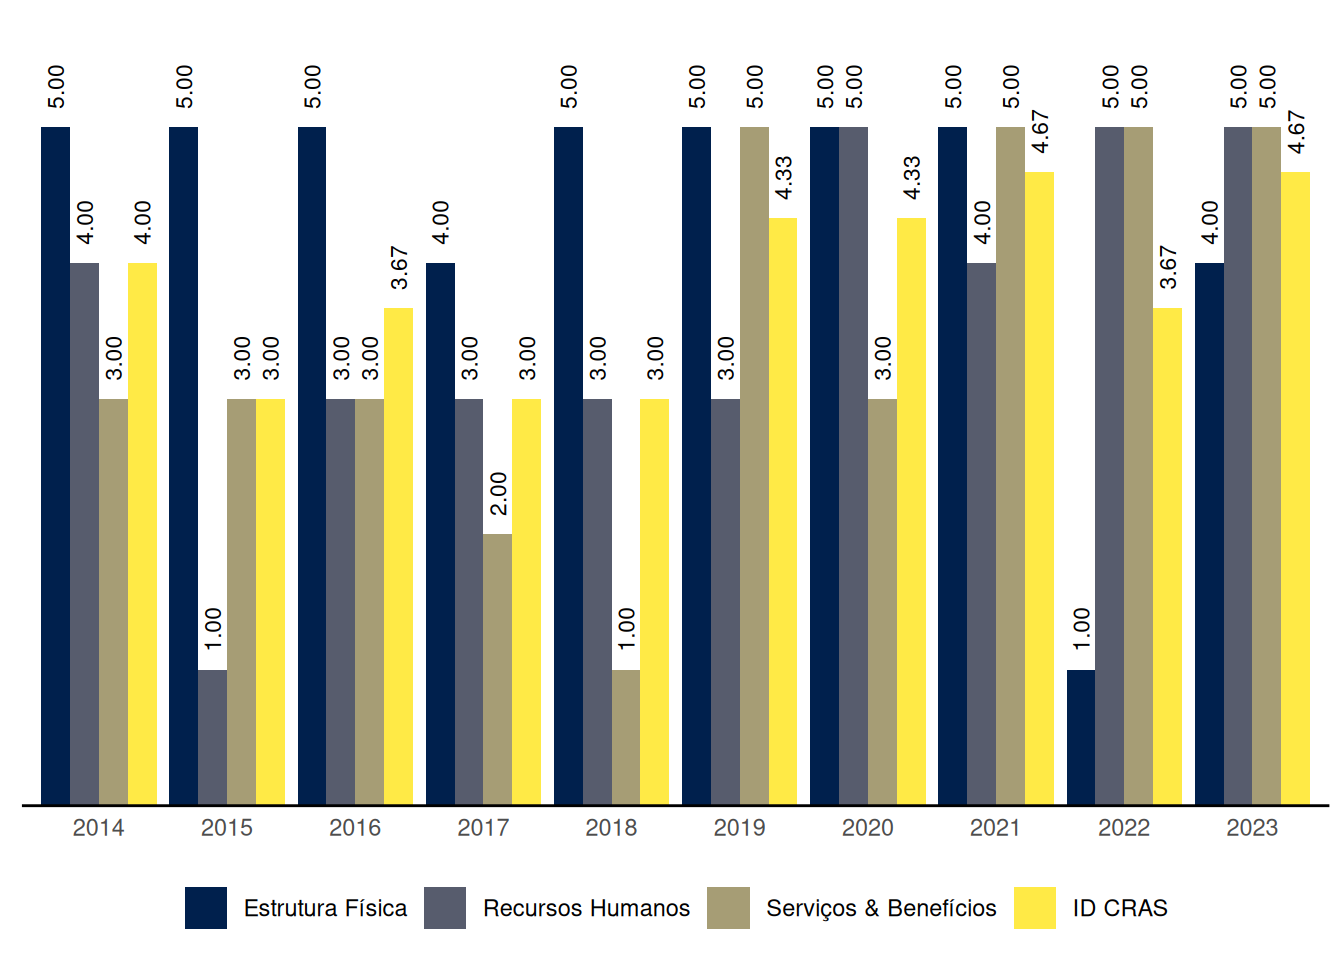 5.00 4.00 3.00 4.00
5.00 1.00 3.00 3.00
5.00 3.00 3.00 3.67
4.00 3.00 2.00 3.00
5.00 3.00 1.00 3.00
5.00 3.00 5.00 4.33
5.00 5.00 3.00 4.33
5.00 4.00 5.00 4.67
1.00 5.00 5.00 3.67
4.00 5.00 5.00 4.67
2014 2015 2016 2017 2018 2019 2020 2021 2022 2023
Estrutura Física Recursos Humanos Serviços & Benefícios ID CRAS